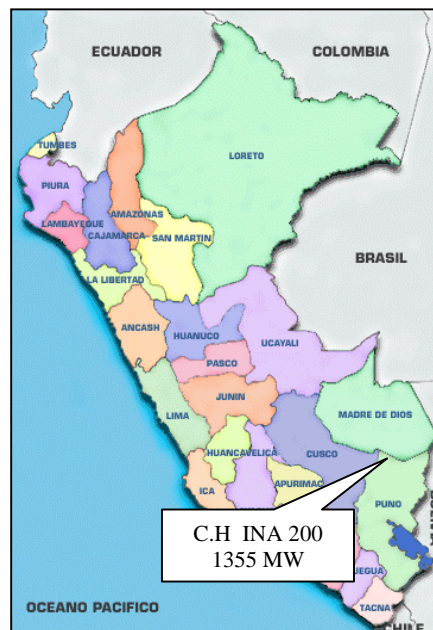 ECUADOR
COLOMBIA
TUMBES
LORETO
PIURA
AMAZONAS
LAMBAYEQUE
CAJAMARCA
SAN MARTIN
BRASIL
LA LIBERTAD
ANCASH
HUANUCO
UCAYALI
PASCO
JUNIN
LIMA
MADRE DE DIOS
HUANCAVELICA
CUSCO
ICA
APURIMAC
PUNO
C.H INA 200
1355 MW
EGUA
TACNA
OCEANO PACIFICO
CHILE